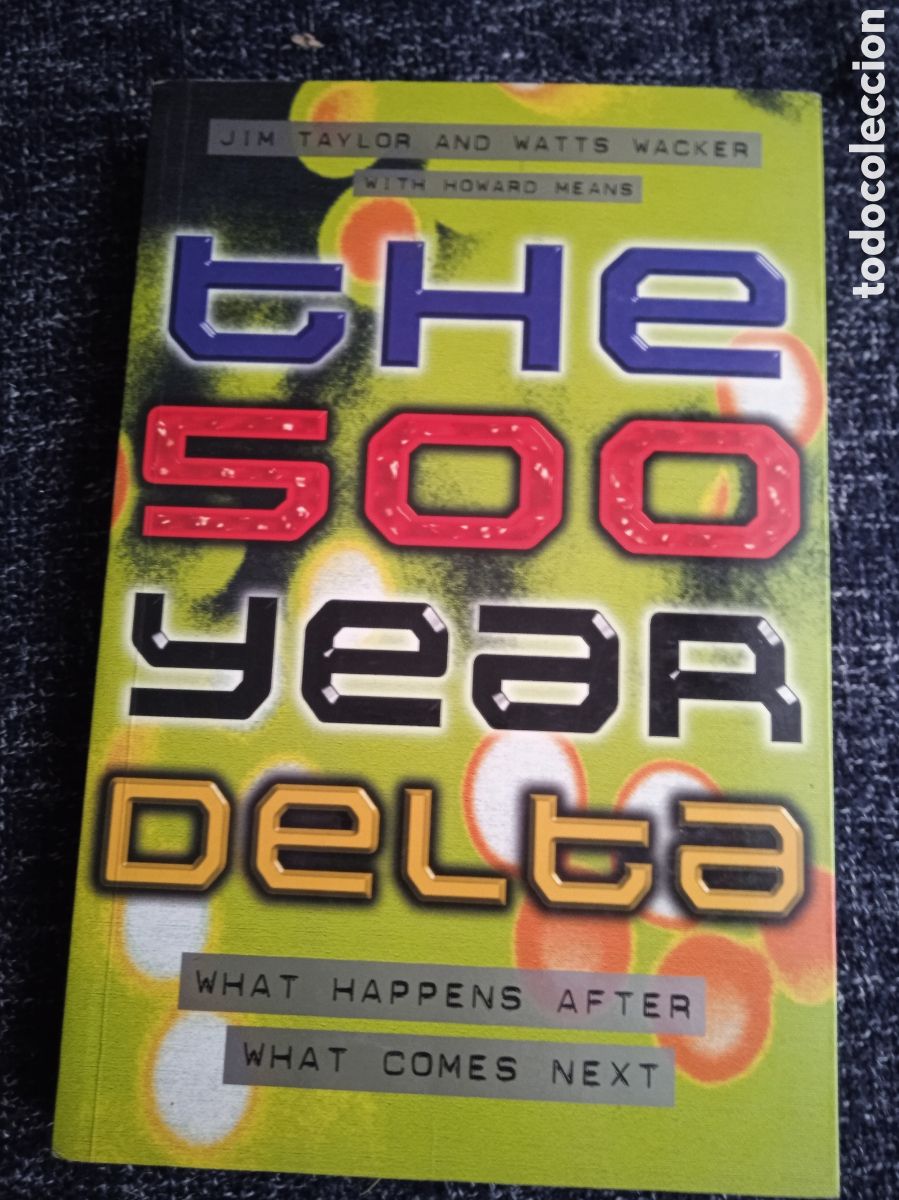 JIM TAYLOR AND WATTS WACKER
WITH HOWARD MEANS
tHe
500
YeaR
DeLta
WHAT HAPPENS AFTER
WHAT COMES NEXT
todocoleccion